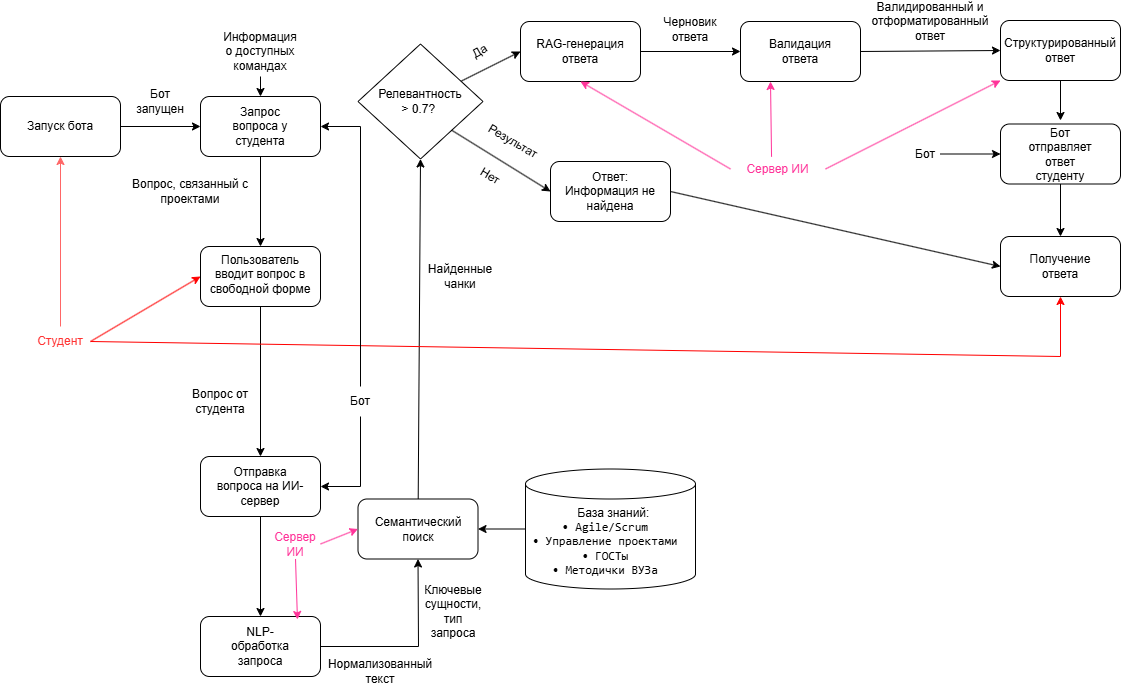 Информация
о доступных
командах
Бот
запущен
Запуск бота
Запрос
вопроса у
студента
Вопрос, связанный с
проектами
Пользователь
вводит вопрос в
свободной форме
Студент
Вопрос от
студента
Бот
Отправка
вопроса на ИИ-
сервер
Сервер
ИИ
NLP-
обработка
запроса
Нормализованный
текст
Ключевые
сущности,
тип
запроса
Семантический
поиск
База знаний:
• Agile/Scrum
• Управление проектами
• ГОСТы
• Методички ВУЗа
Найденные
чанки
Релевантность
> 0.7?
Да
Результат
Нет
RAG-генерация
ответа
Черновик
ответа
Валидация
ответа
Валидированный и
отформатированный
ответ
Структурированный
ответ
Сервер ИИ
Ответ:
Информация не
найдена
Бот
Бот
отправляет
ответ
студенту
Получение
ответа